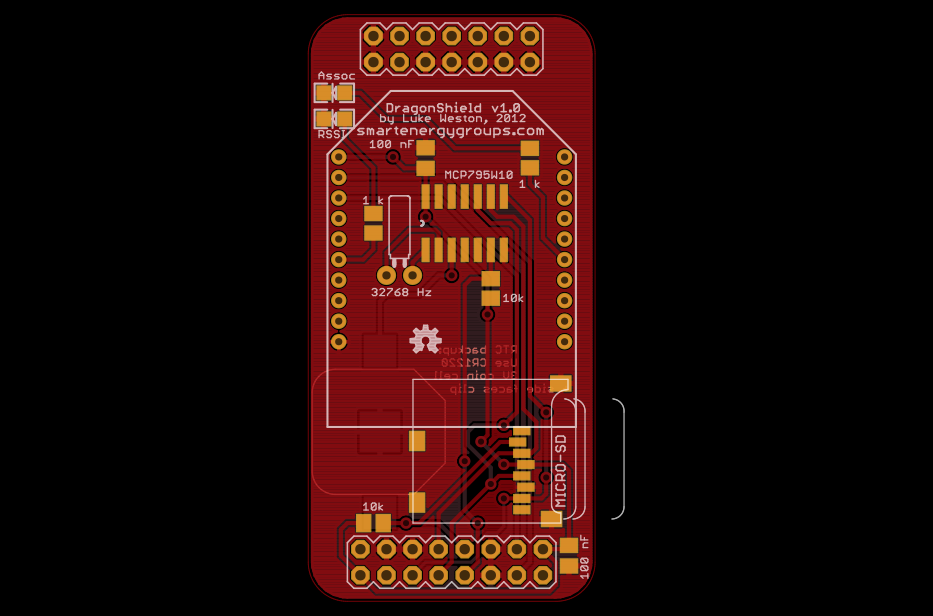 Assoc
DragonShield v1.0
by Luke Weston, 2012
smartenergygroups.com
RSSI
100 nF
MCP795W10
1 k
1 k
32768 Hz
10k
RTC backup:
Use CR1220
3V coin cell
side faces clip
MICRO-SD
10k
100 nF